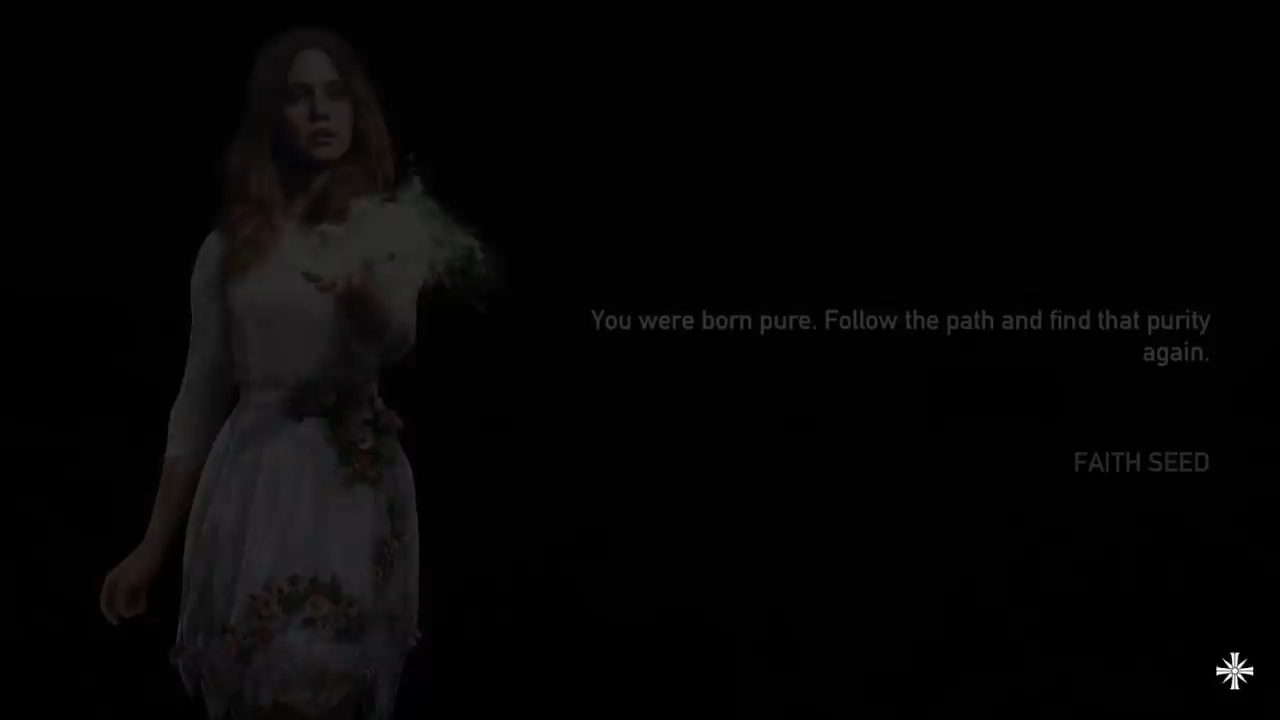 You were born pure. Follow the path and find that purity
again.
FAITH SEED